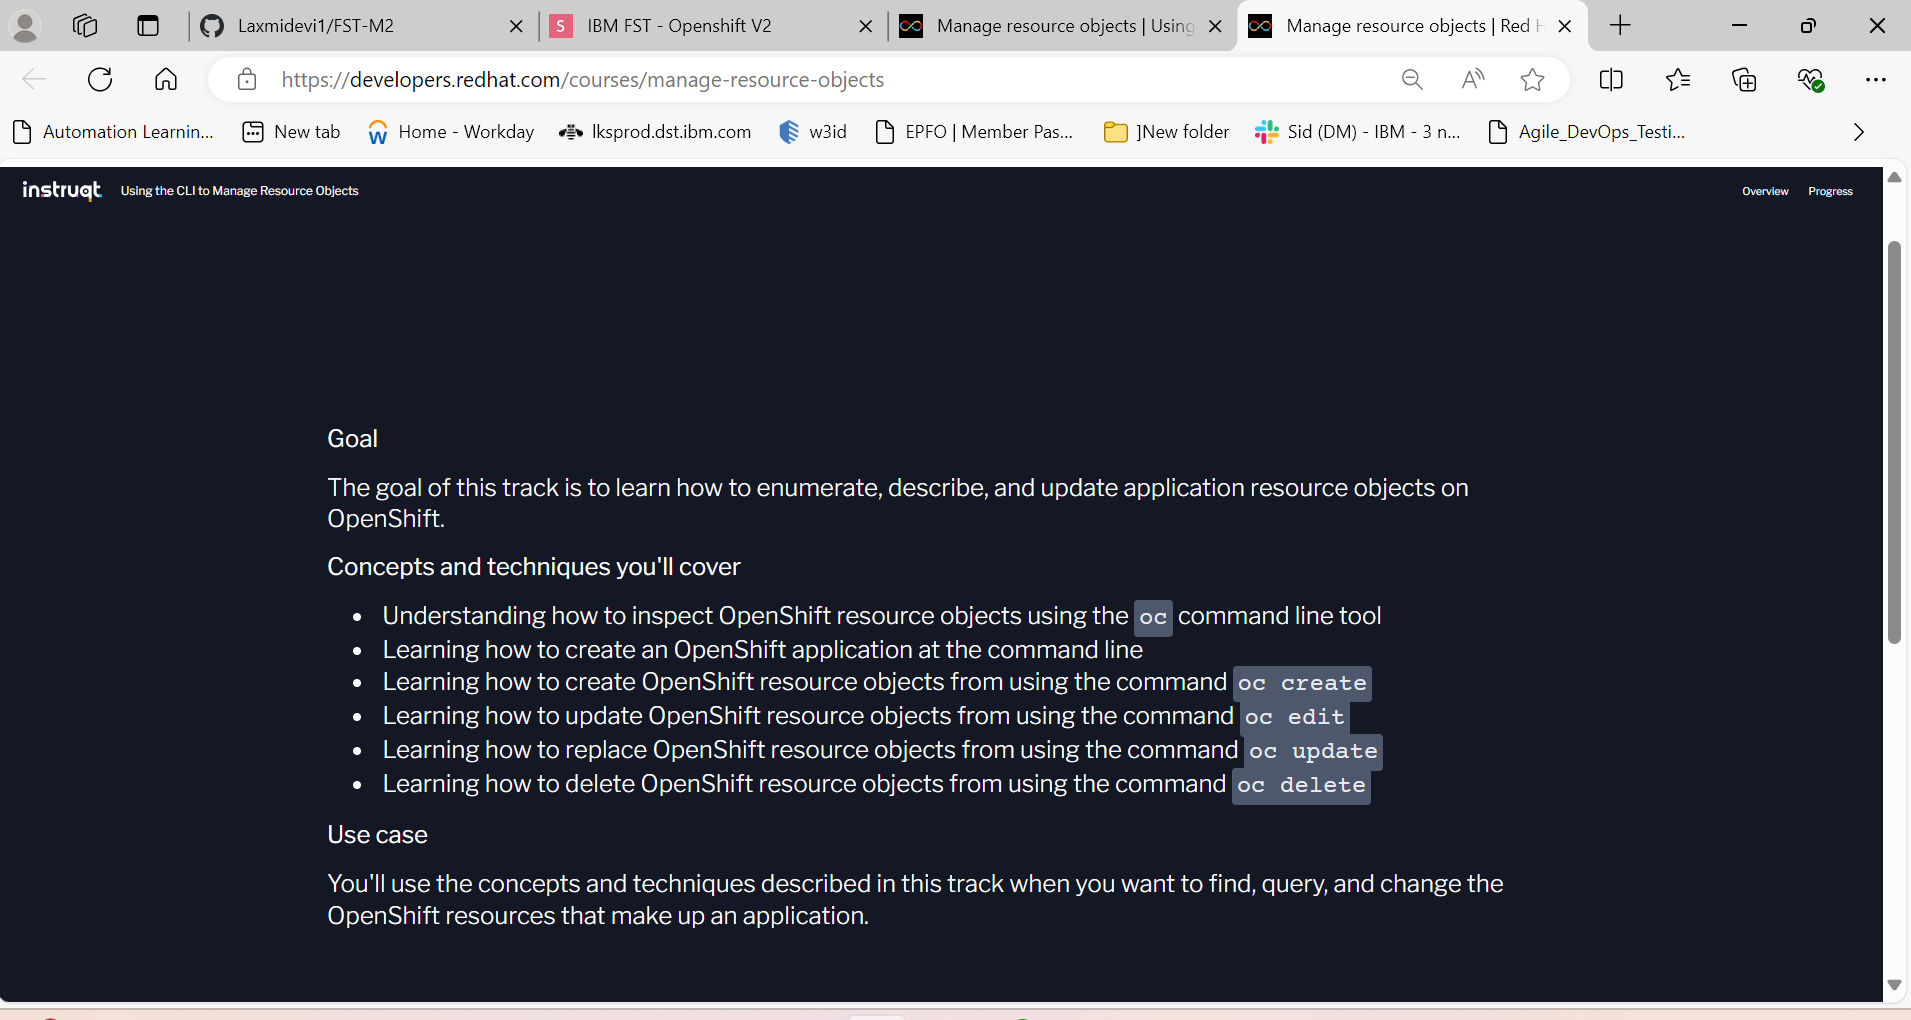 Laxmidevi1/FST-M2
S IBM FST - Openshift V2
Manage resource objects | Using
Manage resource objects | Red H
https://developers.redhat.com/courses/manage-resource-objects
Automation Learnin...
New tab
Home - Workday
lksprod.dst.ibm.com
w3id
EPFO | Member Pas...
]New folder
Sid (DM) - IBM - 3 n...
Agile_DevOps_Testi...
instruqt Using the CLI to Manage Resource Objects
Overview Progress
Goal
The goal of this track is to learn how to enumerate, describe, and update application resource objects on
OpenShift.
Concepts and techniques you'll cover
• Understanding how to inspect OpenShift resource objects using the oc command line tool
• Learning how to create an OpenShift application at the command line
• Learning how to create OpenShift resource objects from using the command oc create
• Learning how to update OpenShift resource objects from using the command oc edit
• Learning how to replace OpenShift resource objects from using the command oc update
• Learning how to delete OpenShift resource objects from using the command oc delete
Use case
You'll use the concepts and techniques described in this track when you want to find, query, and change the
OpenShift resources that make up an application.